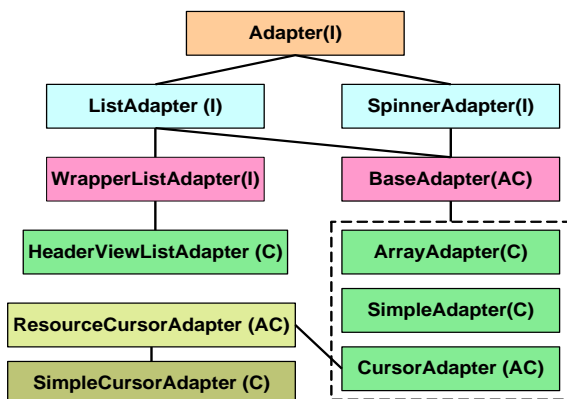 Adapter(I)
ListAdapter (I)
SpinnerAdapter(I)
WrapperListAdapter(I)
BaseAdapter(AC)
HeaderViewListAdapter (C)
ArrayAdapter(C)
SimpleAdapter(C)
ResourceCursorAdapter (AC)
CursorAdapter (AC)
SimpleCursorAdapter (C)